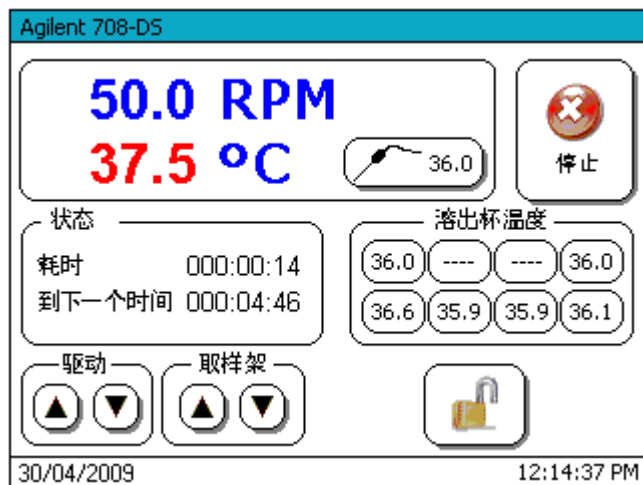 Agilent 708-DS
50.0 RPM
37.5 ºC
36.0
停止
状态
耗时 000:00:14
到下一个时间 000:04:46
溶出杯温度
36.0 ---- ---- 36.0
36.6 35.9 35.9 36.1
驱动
取样架
30/04/2009
12:14:37 PM